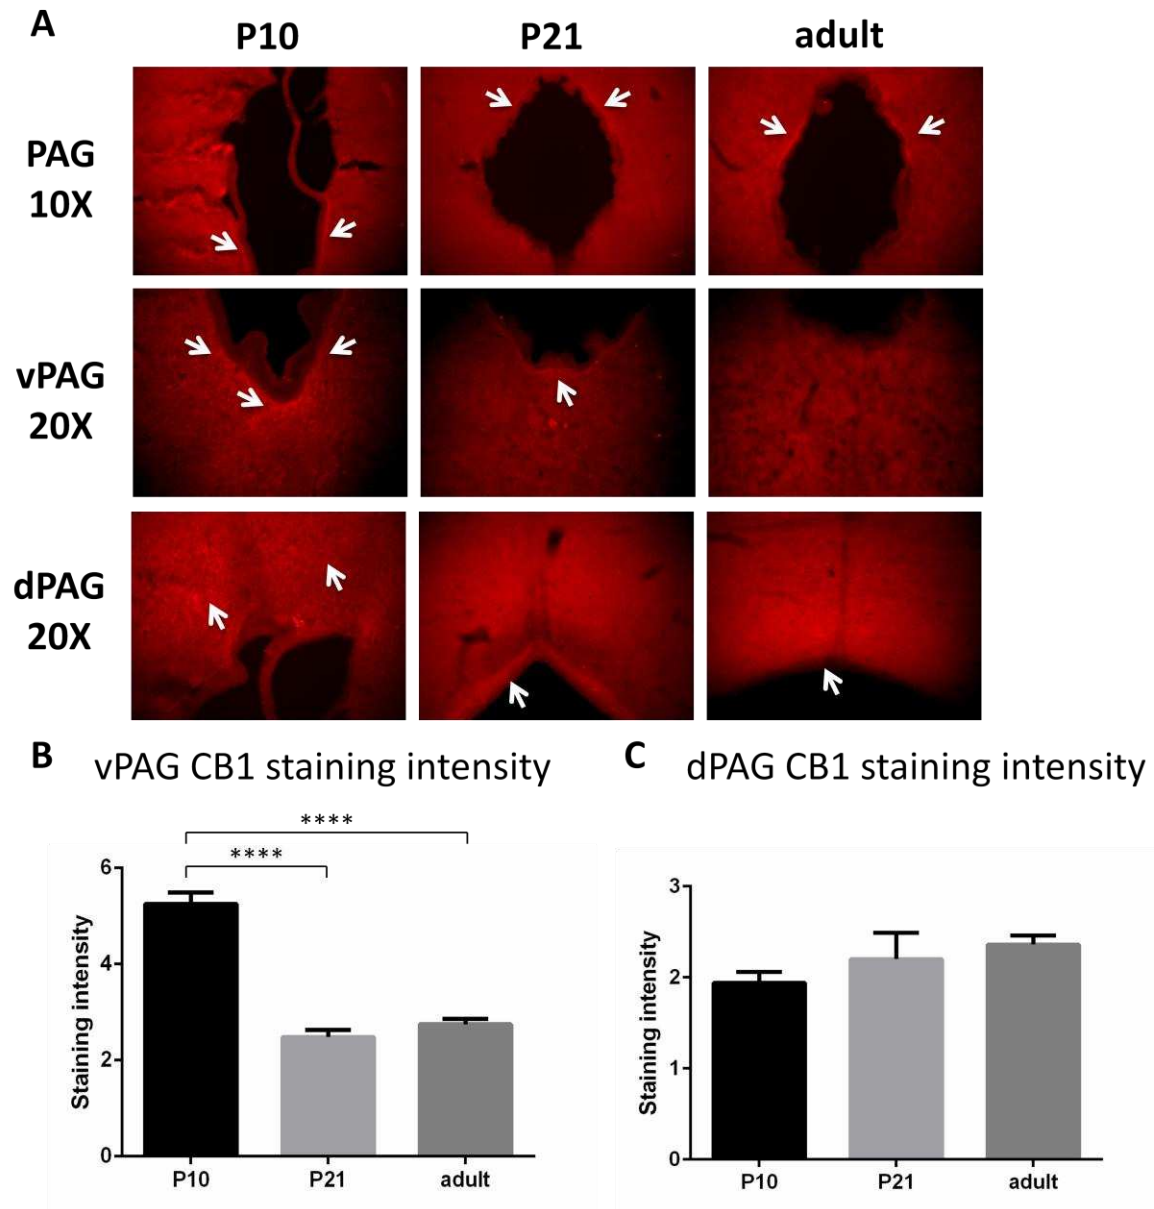 A
P10
P21
adult
PAG
10X
vPAG
20X
dPAG
20X
B
vPAG CB1 staining intensity
****
****
Staining intensity
6
4
2
0
P10
P21
adult
C
dPAG CB1 staining intensity
Staining intensity
3
2
1
0
P10
P21
adult